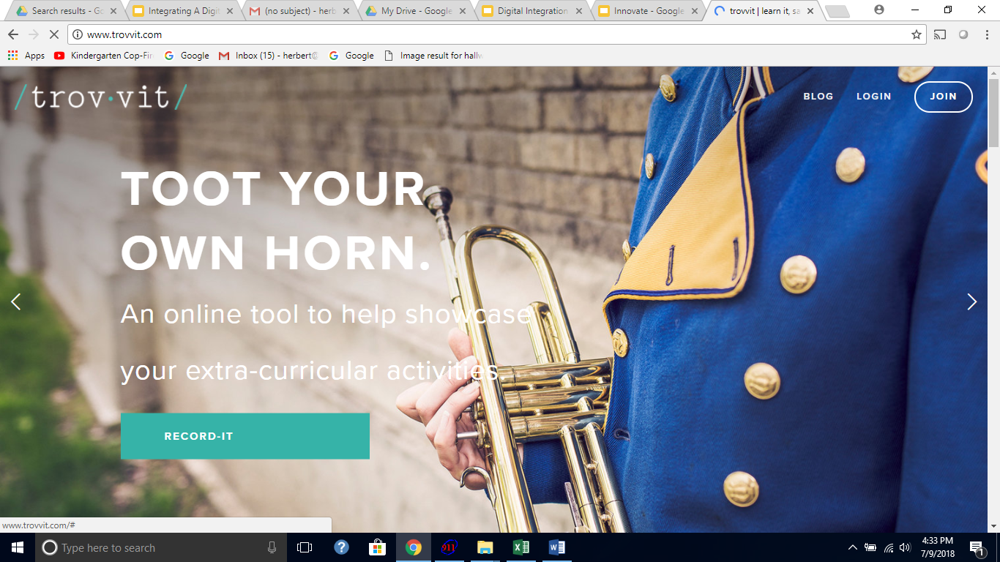 Search results - Go
Integrating A Digit
(no subject) - herb
My Drive - Google
Digital Integration
Innovate - Google
trovvit | learn it, sa
www.trovvit.com
Apps
Kindergarten Cop-Fir
Google
Inbox (15) - herbert@
Google
Image result for hallw
/trov·vit/
BLOG
LOGIN
JOIN
TOOT YOUR
OWN HORN.
An online tool to help showcase
your extra-curricular activities.
RECORD-IT
www.trovvit.com/#
Type here to search
911
4:33 PM
7/9/2018
1